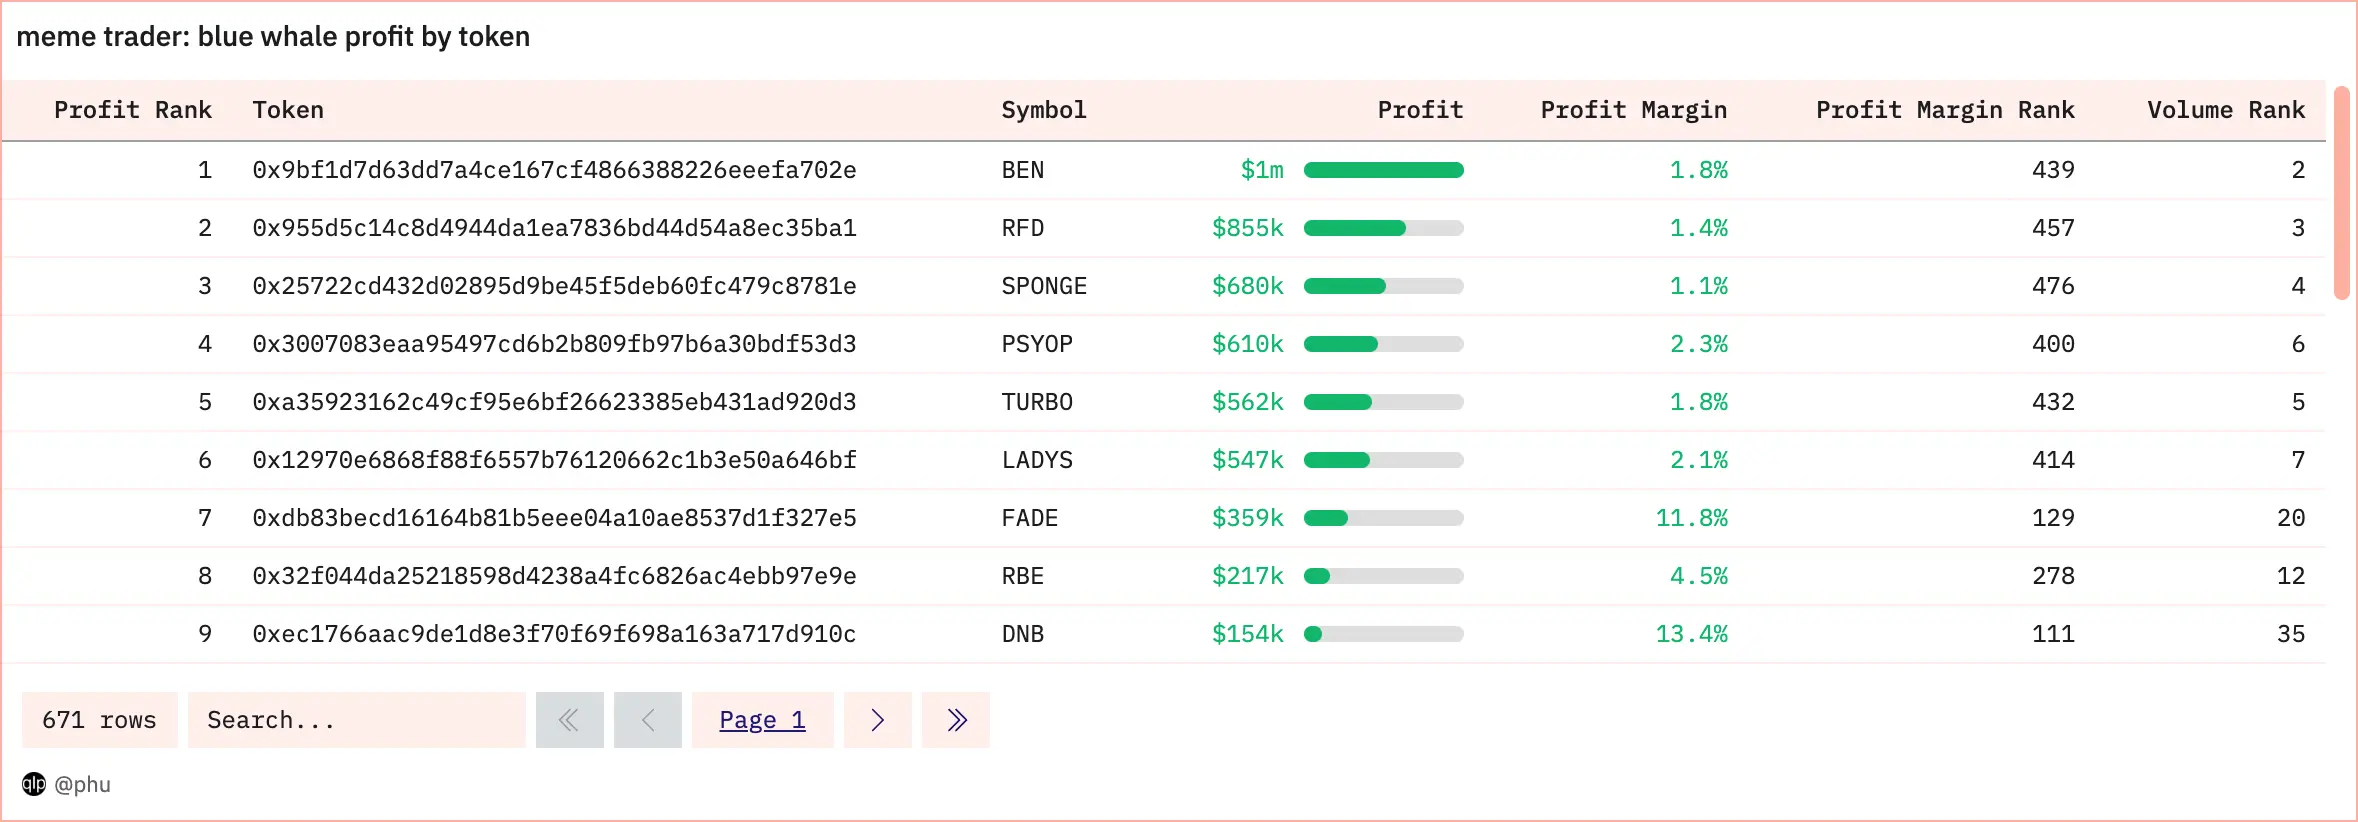 meme trader: blue whale profit by token
Profit Rank Token Symbol Profit Profit Margin Profit Margin Rank Volume Rank
1 0x9bf1d7d63dd7a4ce167cf4866388226eeefa702e BEN $1m 1.8% 439 2
2 0x955d5c14c8d4944da1ea7836bd44d54a8ec35ba1 RFD $855k 1.4% 457 3
3 0x25722cd432d02895d9be45f5deb60fc479c8781e SPONGE $680k 1.1% 476 4
4 0x3007083eaa95497cd6b2b809fb97b6a30bdf53d3 PSYOP $610k 2.3% 400 6
5 0xa35923162c49cf95e6bf26623385eb431ad920d3 TURBO $562k 1.8% 432 5
6 0x12970e6868f88f6557b76120662c1b3e50a646bf LADYS $547k 2.1% 414 7
7 0xdb83becd16164b81b5eee04a10ae8537d1f327e5 FADE $359k 11.8% 129 20
8 0x32f044da25218598d4238a4fc6826ac4ebb97e9e RBE $217k 4.5% 278 12
9 0xec1766aac9de1d8e3f70f69f698a163a717d910c DNB $154k 13.4% 111 35
671 rows Search... Page 1
qlp @phu